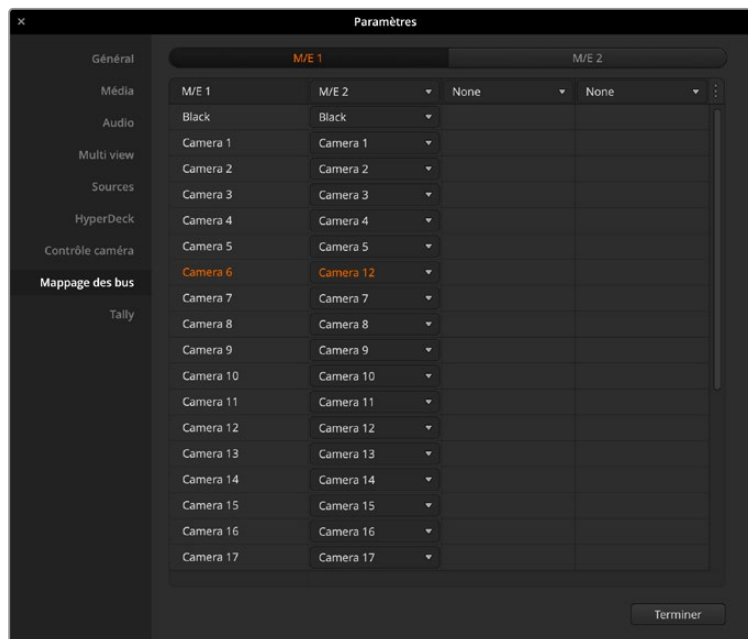 × Paramètres
Général
Média
Audio
Multi view
Sources
HyperDeck
Contrôle caméra
Mappage des bus
Tally
M/E 1 M/E 2
M/E 1 M/E 2 None None
Black Black
Camera 1 Camera 1
Camera 2 Camera 2
Camera 3 Camera 3
Camera 4 Camera 4
Camera 5 Camera 5
Camera 6 Camera 12
Camera 7 Camera 7
Camera 8 Camera 8
Camera 9 Camera 9
Camera 10 Camera 10
Camera 11 Camera 11
Camera 12 Camera 12
Camera 13 Camera 13
Camera 14 Camera 14
Camera 15 Camera 15
Camera 16 Camera 16
Camera 17 Camera 17
Terminer